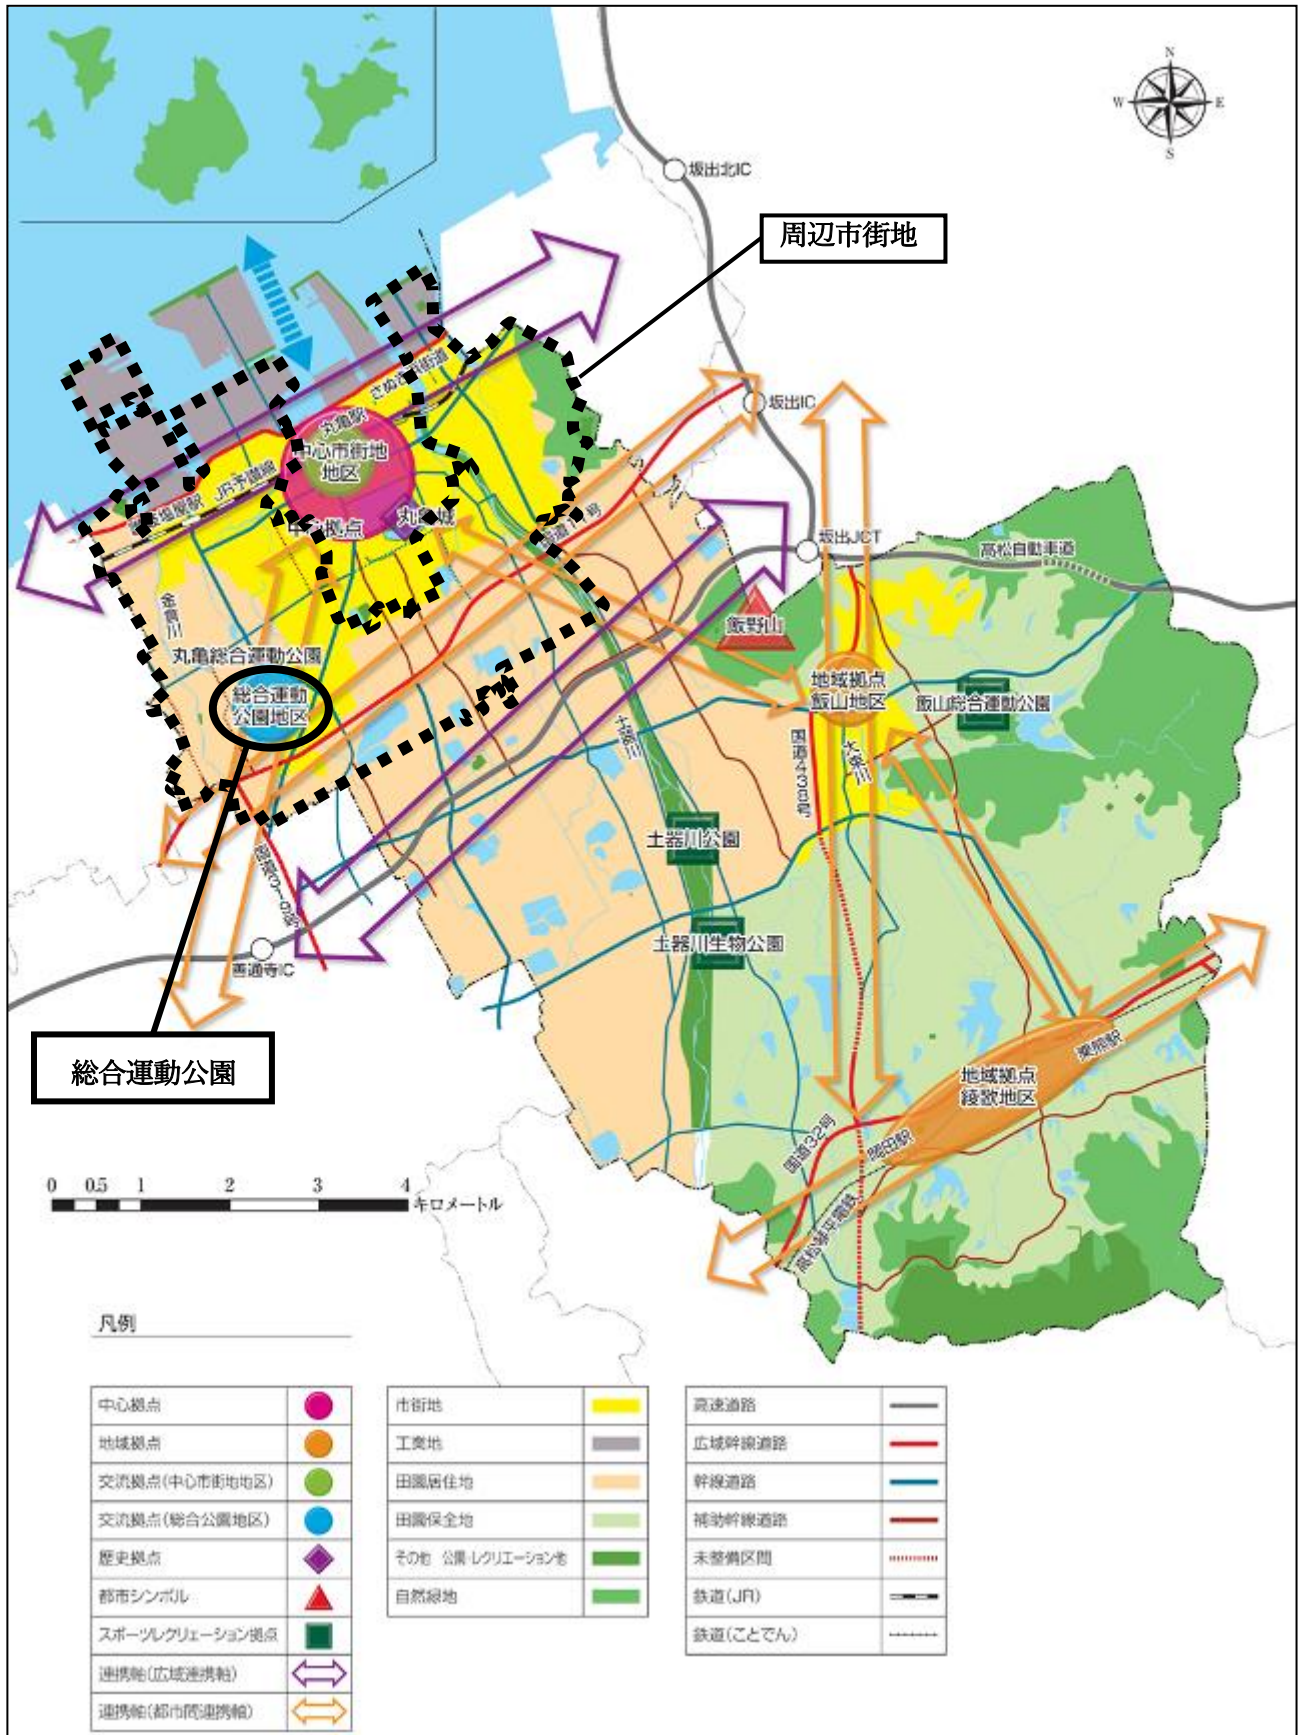 N
W
E
S
坂出北IC
周辺市街地
さぬき浜街道
坂出IC
丸亀駅
中心市街地
地区
JR予讃線
塩屋駅
中心拠点
国道11号
坂出JCT
高松自動車道
金倉川
飯野山
丸亀総合運動公園
総合運動
公園地区
地域拠点
飯山地区
飯山総合運動公園
土器川
国道438号
大束川
土器川公園
土器川生物公園
善通寺IC
総合運動公園
栗熊駅
地域拠点
綾歌地区
国道32号
岡田駅
高松琴平電鉄
0 0.5 1 2 3 4
キロメートル
凡例
中心拠点
地域拠点
交流拠点(中心市街地地区)
交流拠点(総合公園地区)
歴史拠点
都市シンボル
スポーツレクリェーション拠点
連携軸(広域連携軸)
連携軸(都市間連携軸)
市街地
工業地
田園居住地
田園保全地
その他 公園・レクリエーション他
自然緑地
高速道路
広域幹線道路
幹線道路
補助幹線道路
未整備区間
鉄道(JR)
鉄道(ことでん)